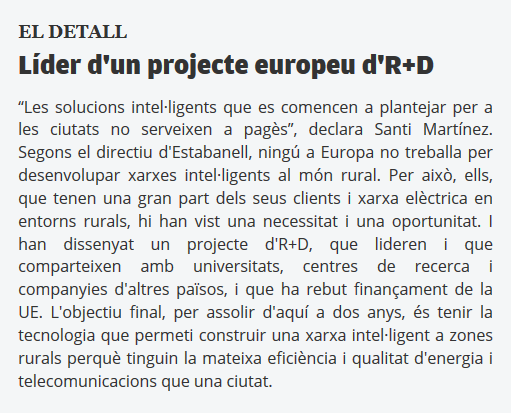 EL DETALL
Líder d'un projecte europeu d'R+D
“Les solucions intel·ligents que es comencen a plantejar per a
les ciutats no serveixen a pagès”, declara Santi Martínez.
Segons el directiu d'Estabanell, ningú a Europa no treballa per
desenvolupar xarxes intel·ligents al món rural. Per això, ells,
que tenen una gran part dels seus clients i xarxa elèctrica en
entorns rurals, hi han vist una necessitat i una oportunitat. I
han dissenyat un projecte d'R+D, que lideren i que
comparteixen amb universitats, centres de recerca i
companyies d'altres països, i que ha rebut finançament de la
UE. L'objectiu final, per assolir d'aquí a dos anys, és tenir la
tecnologia que permeti construir una xarxa intel·ligent a zones
rurals perquè tinguin la mateixa eficiència i qualitat d'energia i
telecomunicacions que una ciutat.